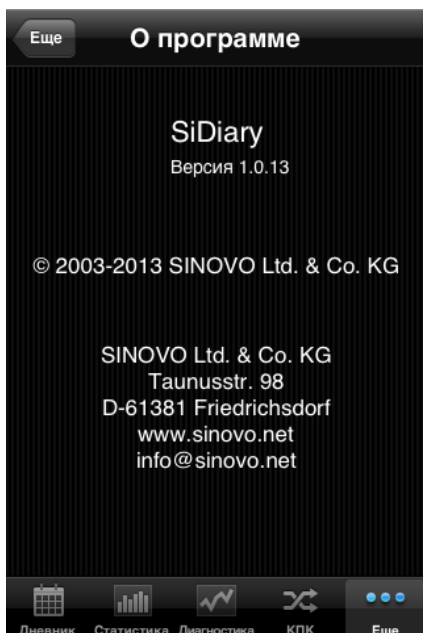 Еще
О программе
SiDiary
Версия 1.0.13
© 2003-2013 SINOVO Ltd. & Co. KG
SINOVO Ltd. & Co. KG
Taunusstr. 98
D-61381 Friedrichsdorf
www.sinovo.net
info@sinovo.net
Дневник Статистика Диагностика КПК Еще